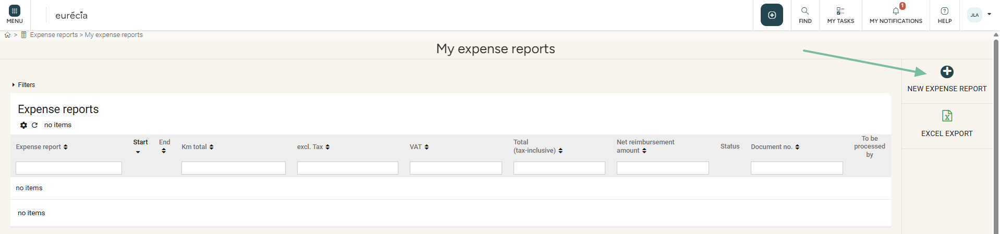 MENU
eurécia
FIND
MY TASKS
1
MY NOTIFICATIONS
HELP
JLA
> Expense reports > My expense reports
My expense reports
NEW EXPENSE REPORT
EXCEL EXPORT
Filters
Expense reports
no items
Expense report
Start
End
Km total
excl. Tax
VAT
Total
(tax-inclusive)
Net reimbursement
amount
Status
Document no.
To be
processed
by
no items
no items